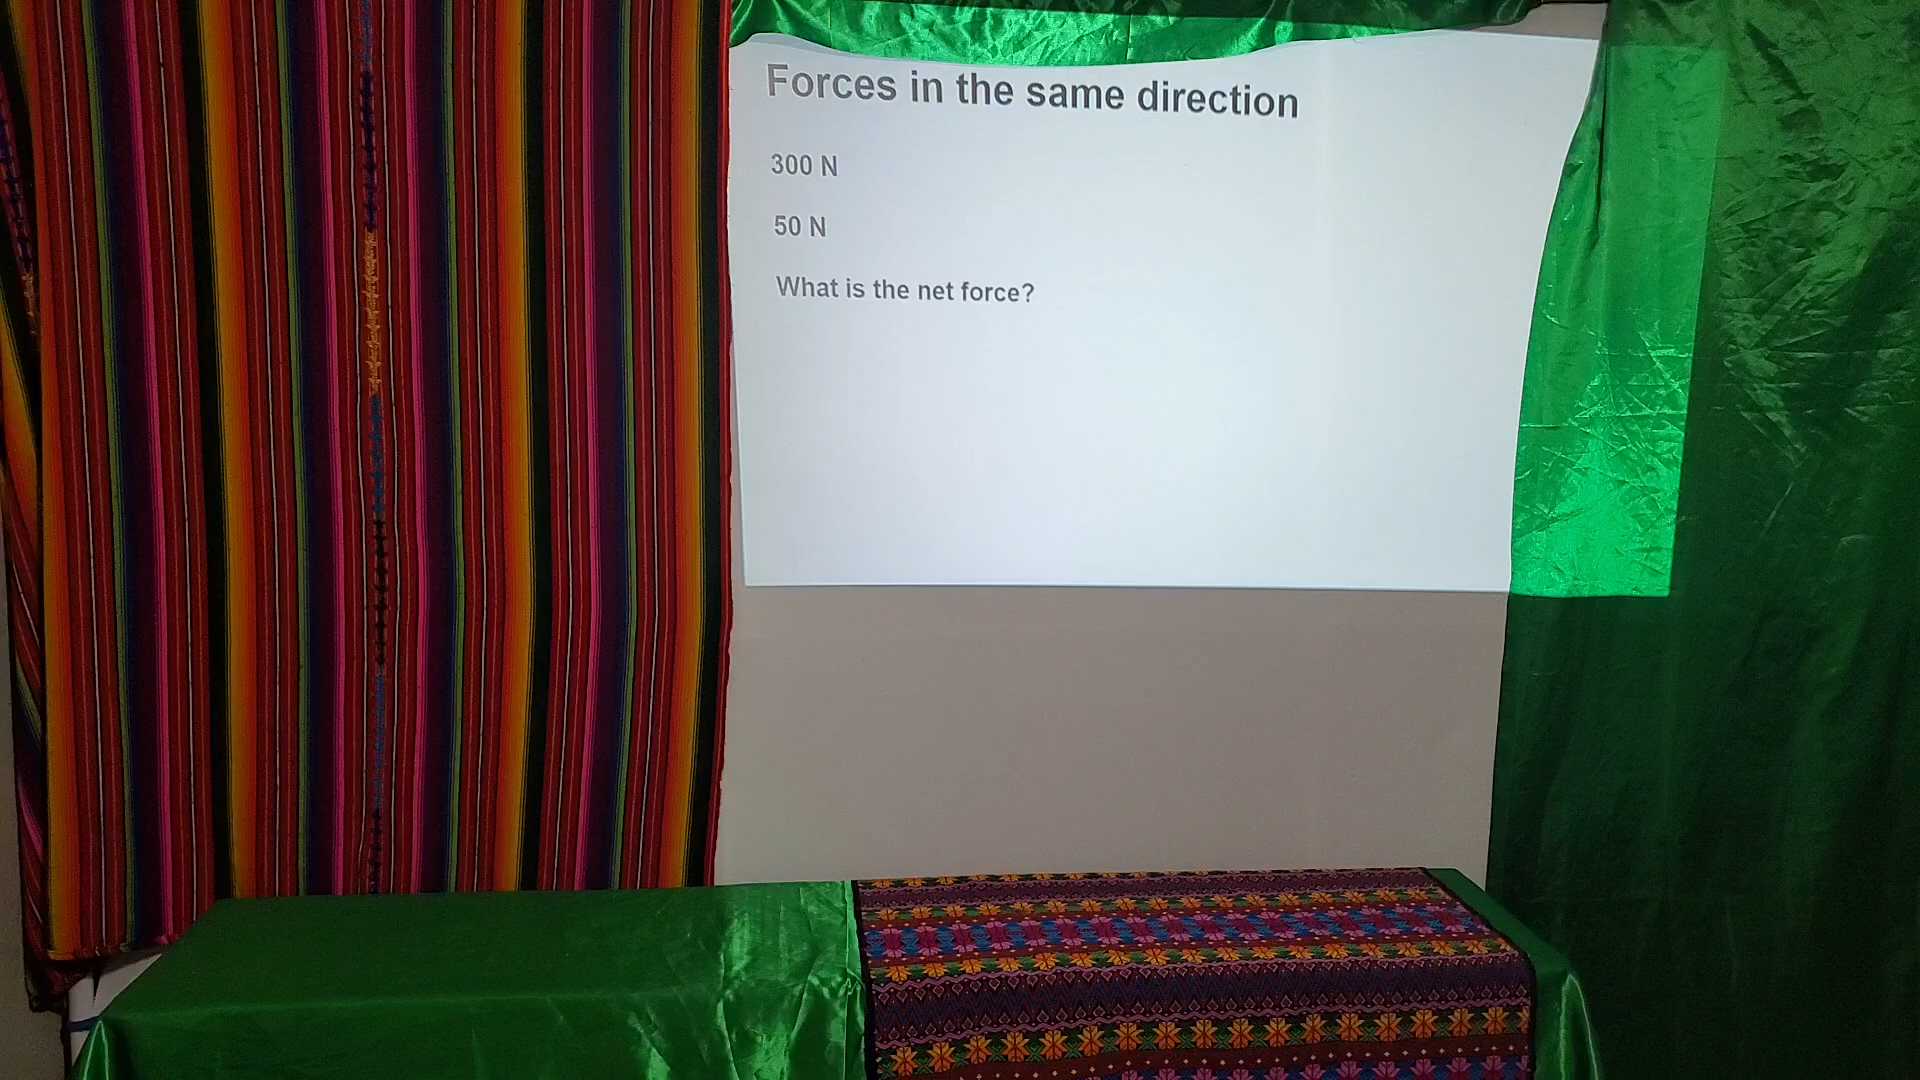 Forces in the same direction
300 N
50 N
What is the net force?